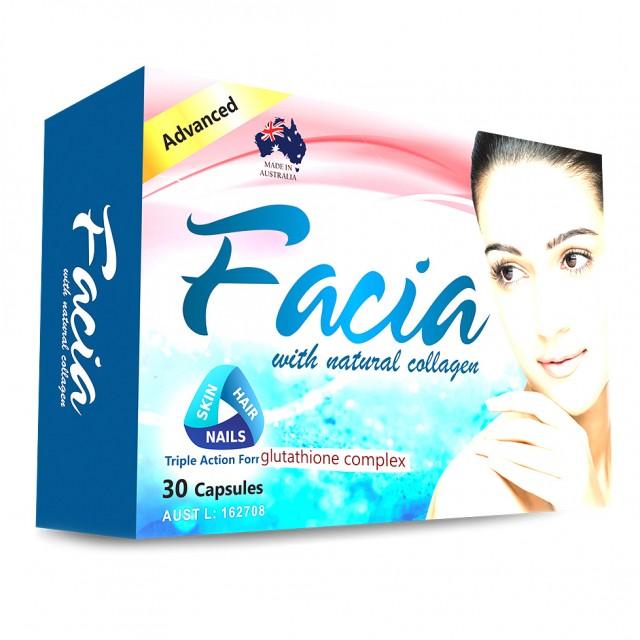 Advanced
MADE IN
AUSTRALIA
Facia
with natural collagen
Facia
with natural collagen
SKIN
HAIR
NAILS
Triple Action For
glutathione complex
30 Capsules
AUST L: 162708